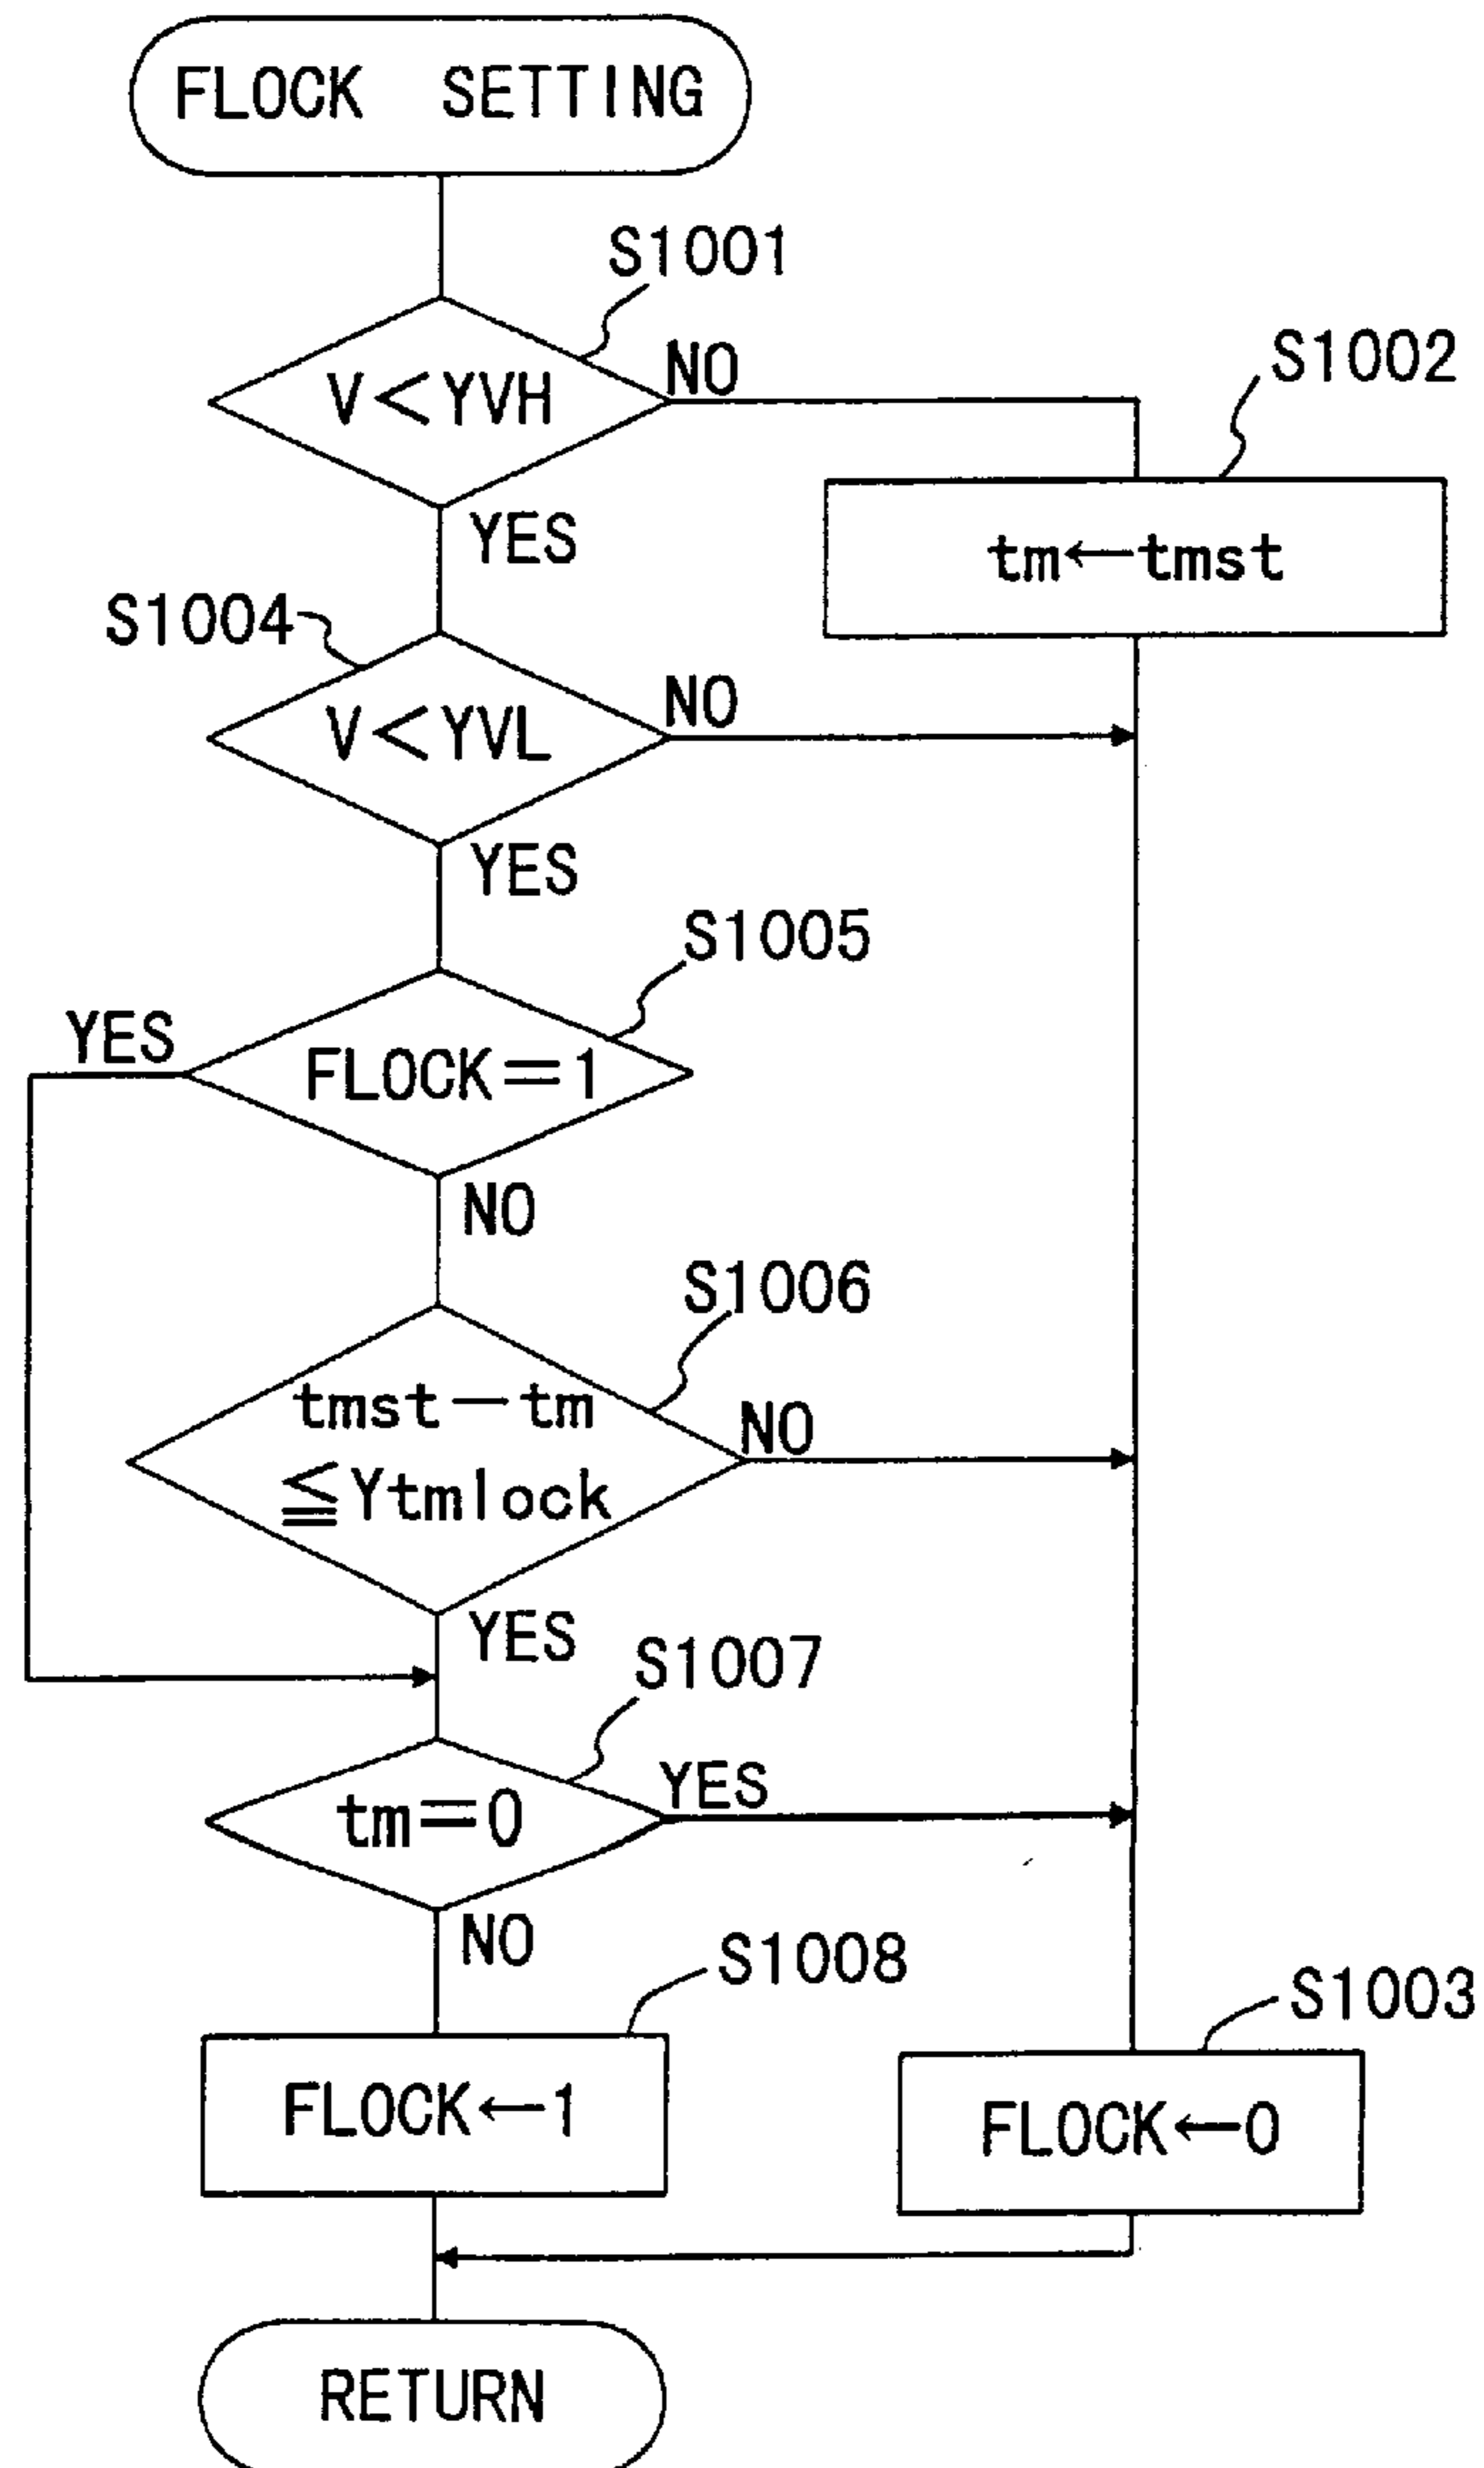 FLOCK SETTING
S1001
V<YVH
NO
S1002
YES
tm←tmst
S1004
V<YVL
NO
YES
S1005
YES
FLOCK=1
NO
S1006
tmst-tm
≦Ytmlock
NO
YES
S1007
tm=0
YES
NO
S1008
S1003
FLOCK←1
FLOCK←0
RETURN